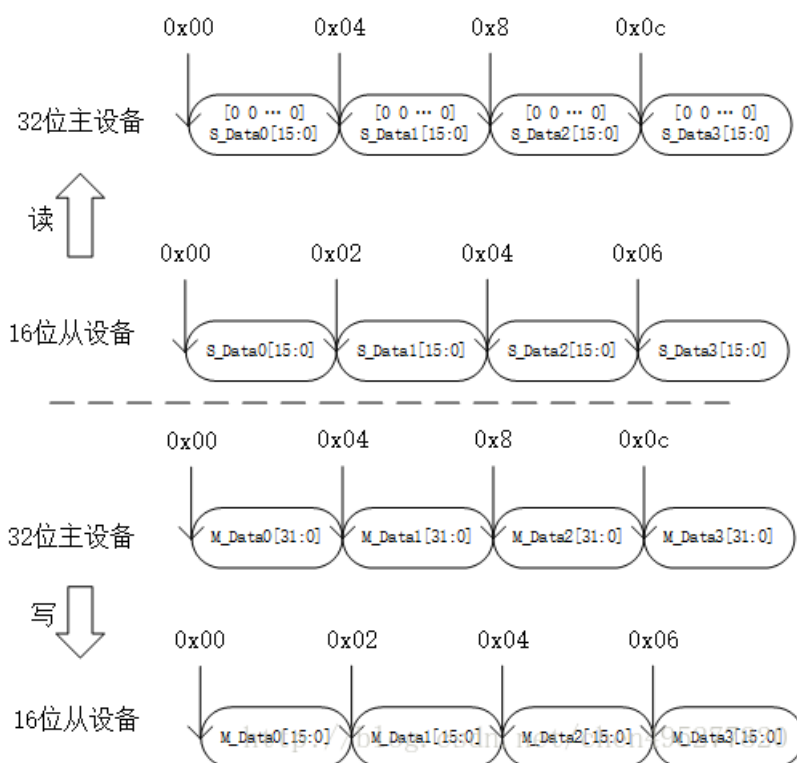 0x00 0x04 0x8 0x0c
[0 0 … 0] [0 0 … 0] [0 0 … 0] [0 0 … 0]
32位主设备
S_Data0[15:0] S_Data1[15:0] S_Data2[15:0] S_Data3[15:0]
读
0x00 0x02 0x04 0x06
16位从设备 S_Data0[15:0] S_Data1[15:0] S_Data2[15:0] S_Data3[15:0]
0x00 0x04 0x8 0x0c
32位主设备 M_Data0[31:0] M_Data1[31:0] M_Data2[31:0] M_Data3[31:0]
写
0x00 0x02 0x04 0x06
16位从设备 M_Data0[15:0] M_Data1[15:0] M_Data2[15:0] M_Data3[15:0]